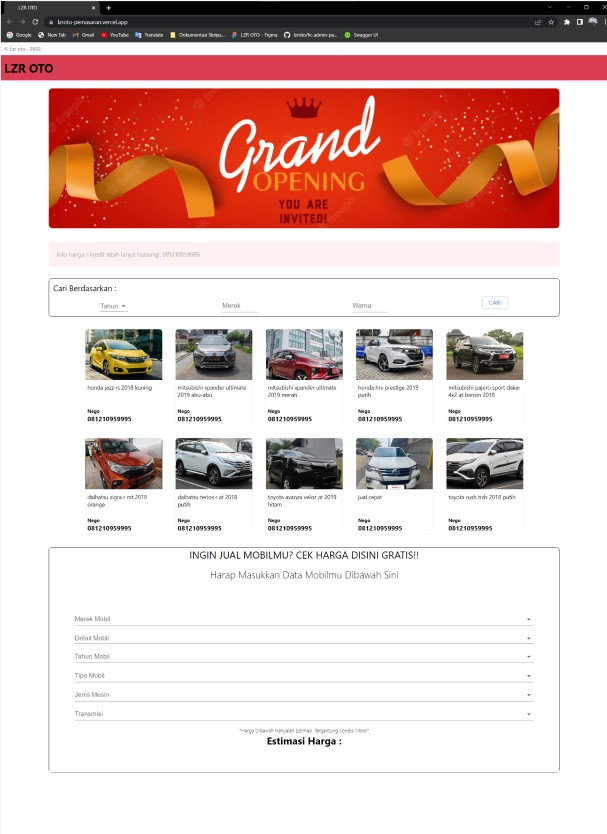 LZR OTO
lzroto-pemasaran.vercel.app
Google
New Tab
Gmail
YouTube
Translate
Dokumentasi Skrips...
LZR OTO - Figma
lzroto/fe-admin-pa...
Swagger UI
© Lzr oto - 2022
LZR OTO
Grand
OPENING
YOU ARE
INVITED!
Info harga / kredit lebih lanjut hubungi : 081210959995
Cari Berdasarkan :
Tahun
Merek
Warna
CARI
honda jazz rs 2018 kuning
Nego
081210959995
mitsubishi xpander ultimate
2019 abu-abu
Nego
081210959995
mitsubishi xpander ultimate
2019 merah
Nego
081210959995
honda hrv prestige 2019
putih
Nego
081210959995
mitsubishi pajero sport dakar
4x2 at bensin 2018
Nego
081210959995
daihatsu sigra r mt 2019
orange
Nego
081210959995
daihatsu terios r at 2018
putih
Nego
081210959995
toyota avanza veloz at 2019
hitam
Nego
081210959995
jual cepat
Nego
081210959995
toyota rush trds 2018 putih
Nego
081210959995
INGIN JUAL MOBILMU? CEK HARGA DISINI GRATIS!!
Harap Masukkan Data Mobilmu Dibawah Sini
Merek Mobil
Detail Mobil
Tahun Mobil
Tipe Mobil
Jenis Mesin
Transmisi
*Harga Dibawah Hanyalah Estimasi, Tergantung Kondisi Mobil*
Estimasi Harga :